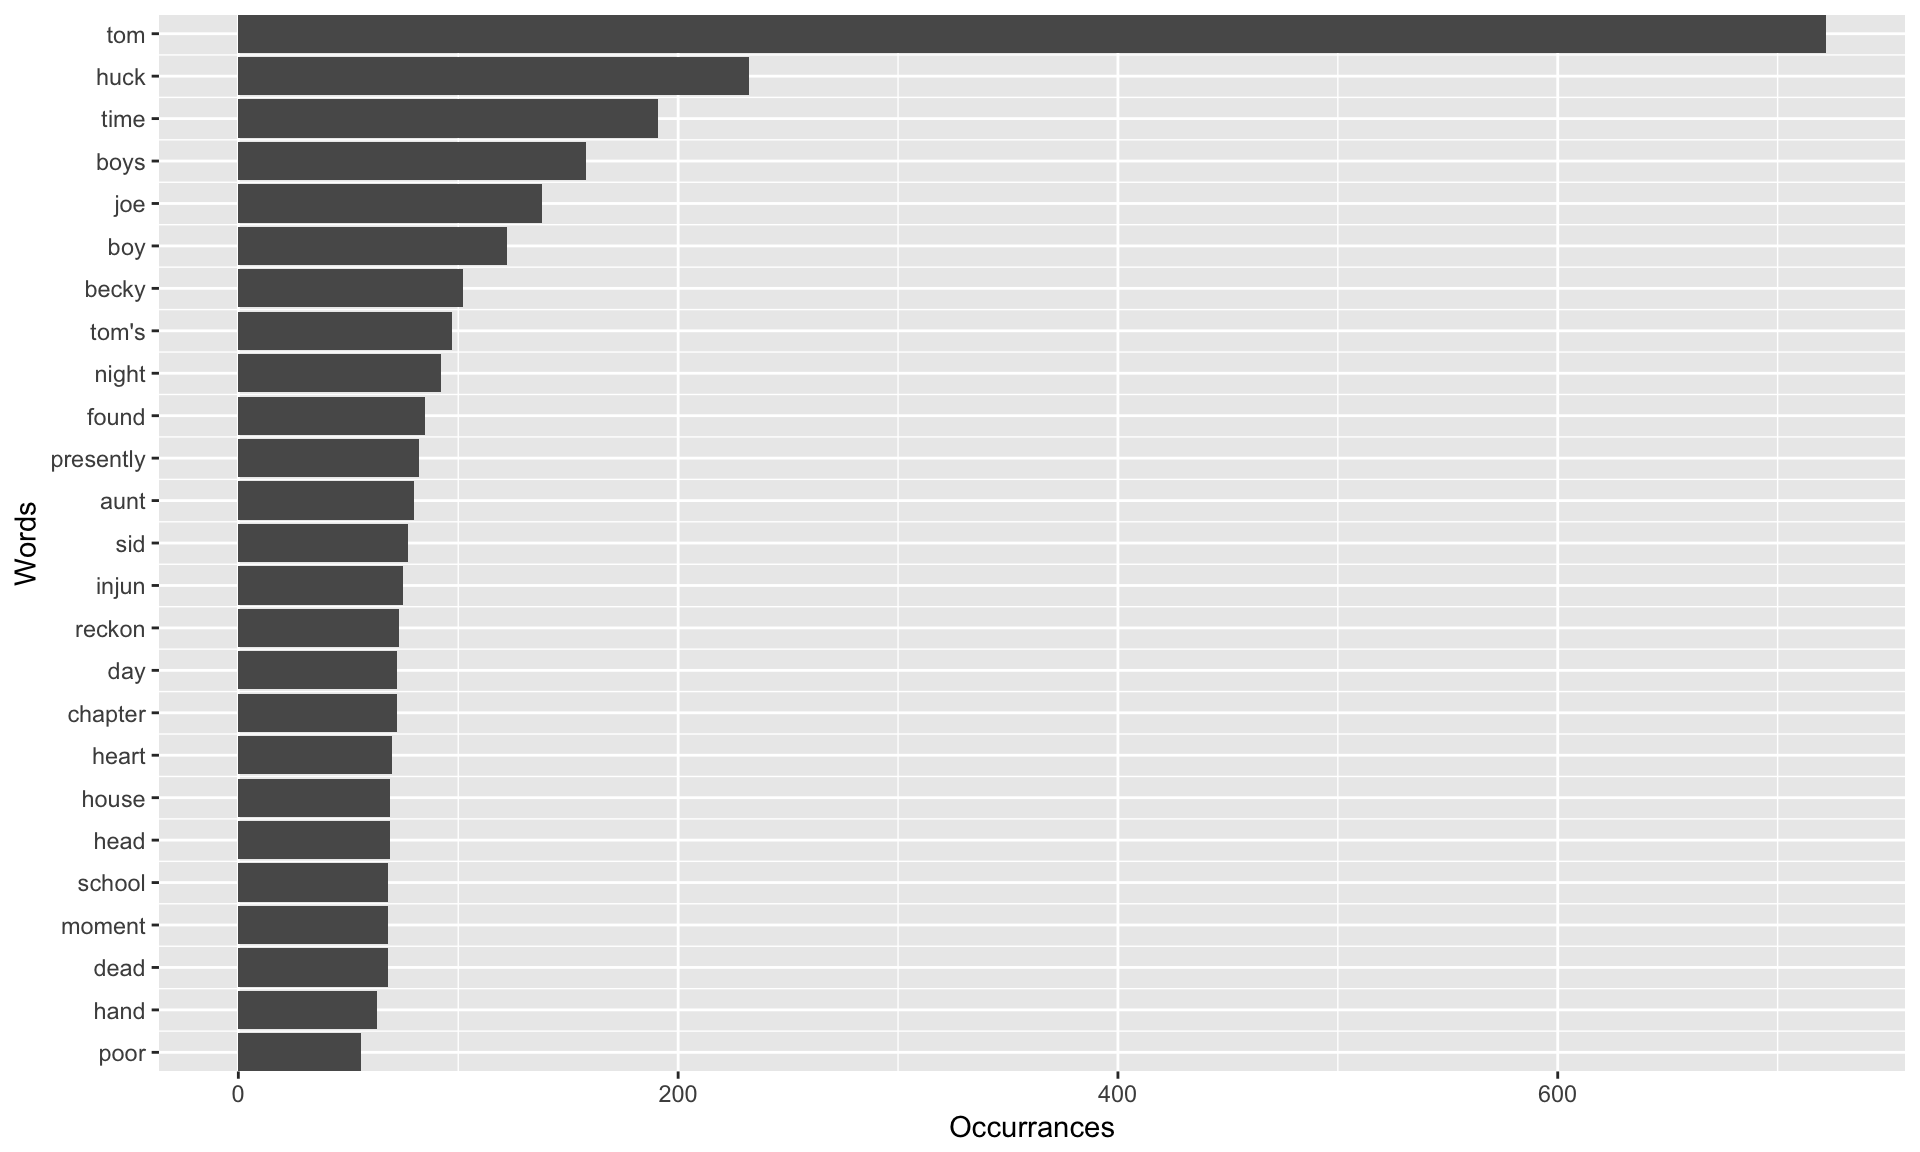 tom
huck
time
boys
joe
boy
becky
tom's
night
found
presently
aunt
sid
injun
reckon
day
chapter
heart
house
head
school
moment
dead
hand
poor
Words
0 200 400 600
Occurrances